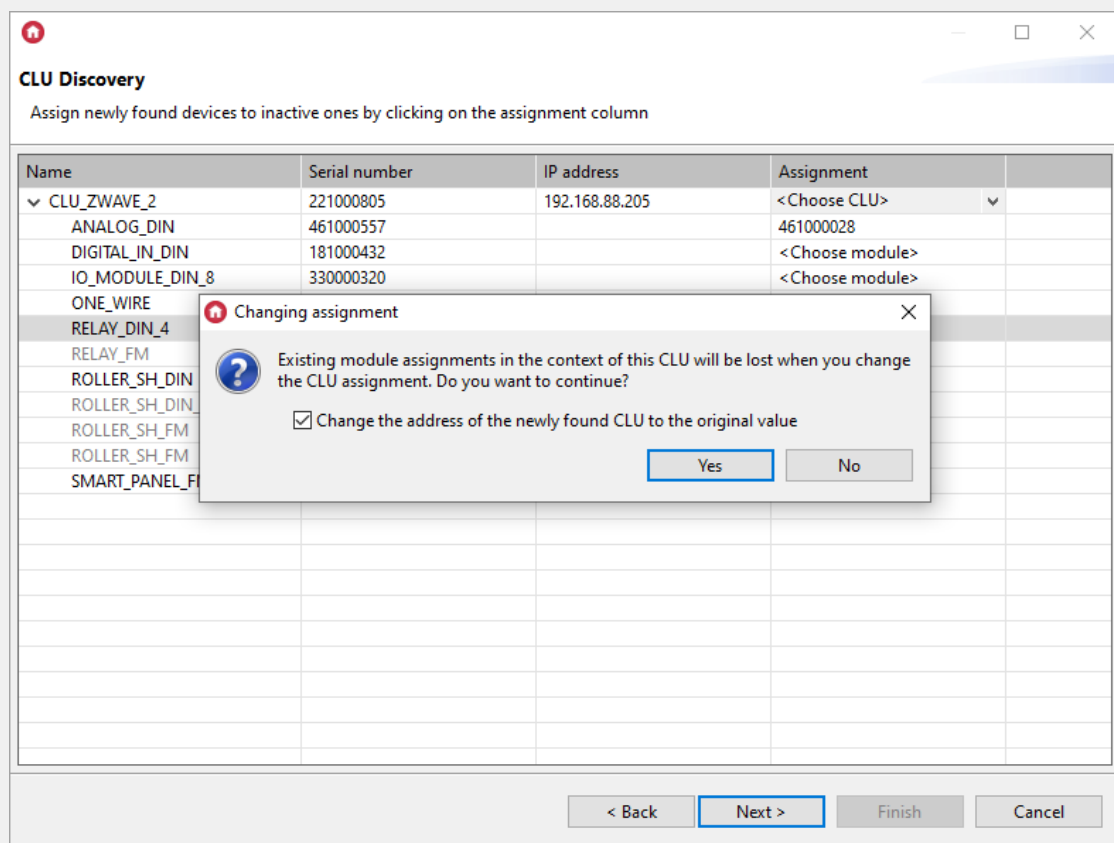 CLU Discovery
Assign newly found devices to inactive ones by clicking on the assignment column
Name Serial number IP address Assignment
CLU_ZWAVE_2 221000805 192.168.88.205 <Choose CLU>
ANALOG_DIN 461000557 461000028
DIGITAL_IN_DIN 181000432 <Choose module>
IO_MODULE_DIN_8 330000320 <Choose module>
ONE_WIRE
RELAY_DIN_4
RELAY_FM
ROLLER_SH_DIN
ROLLER_SH_DIN_
ROLLER_SH_FM
ROLLER_SH_FM
Changing assignment
Existing module assignments in the context of this CLU will be lost when you change
the CLU assignment. Do you want to continue?
Change the address of the newly found CLU to the original value
Yes No
< Back Next > Finish Cancel